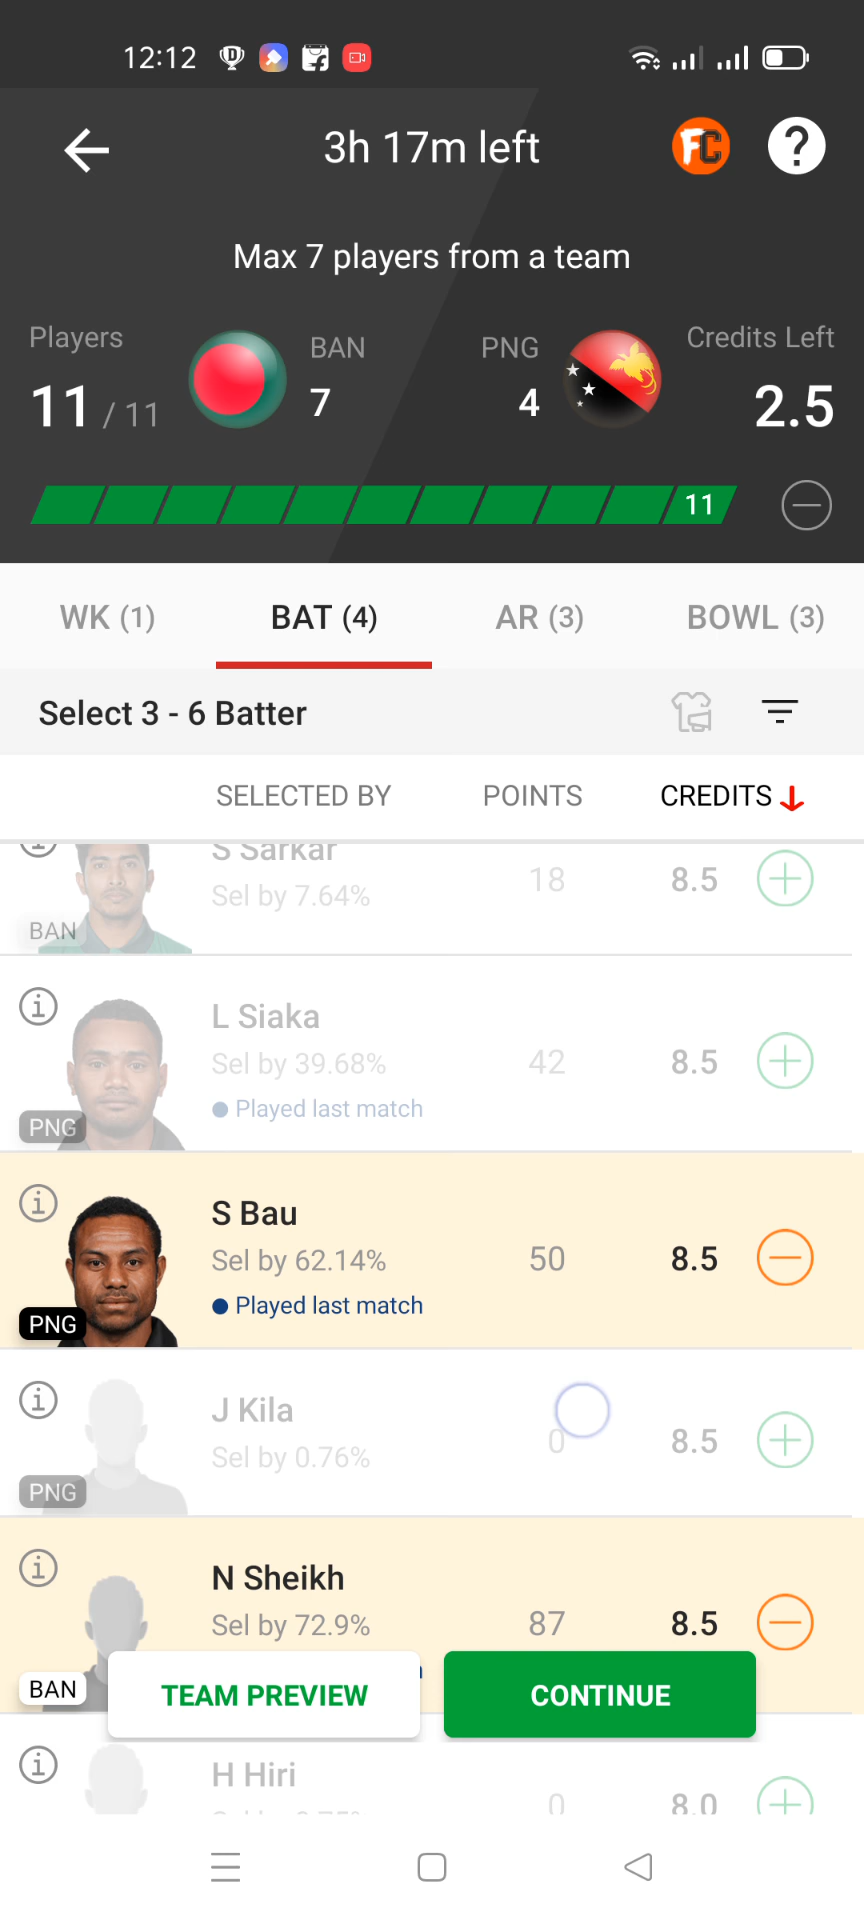 12:12
3h 17m left
FC
?
Max 7 players from a team
Players
BAN
PNG
Credits Left
11 / 11
7
4
2.5
11
WK (1)
BAT (4)
AR (3)
BOWL (3)
Select 3 - 6 Batter
SELECTED BY
POINTS
CREDITS
S Sarkar
Sel by 7.64%
18
8.5
BAN
L Siaka
Sel by 39.68%
42
8.5
Played last match
PNG
S Bau
Sel by 62.14%
50
8.5
Played last match
PNG
J Kila
Sel by 0.76%
0
8.5
PNG
N Sheikh
Sel by 72.9%
87
8.5
BAN
TEAM PREVIEW
CONTINUE
H Hiri
0
8.0